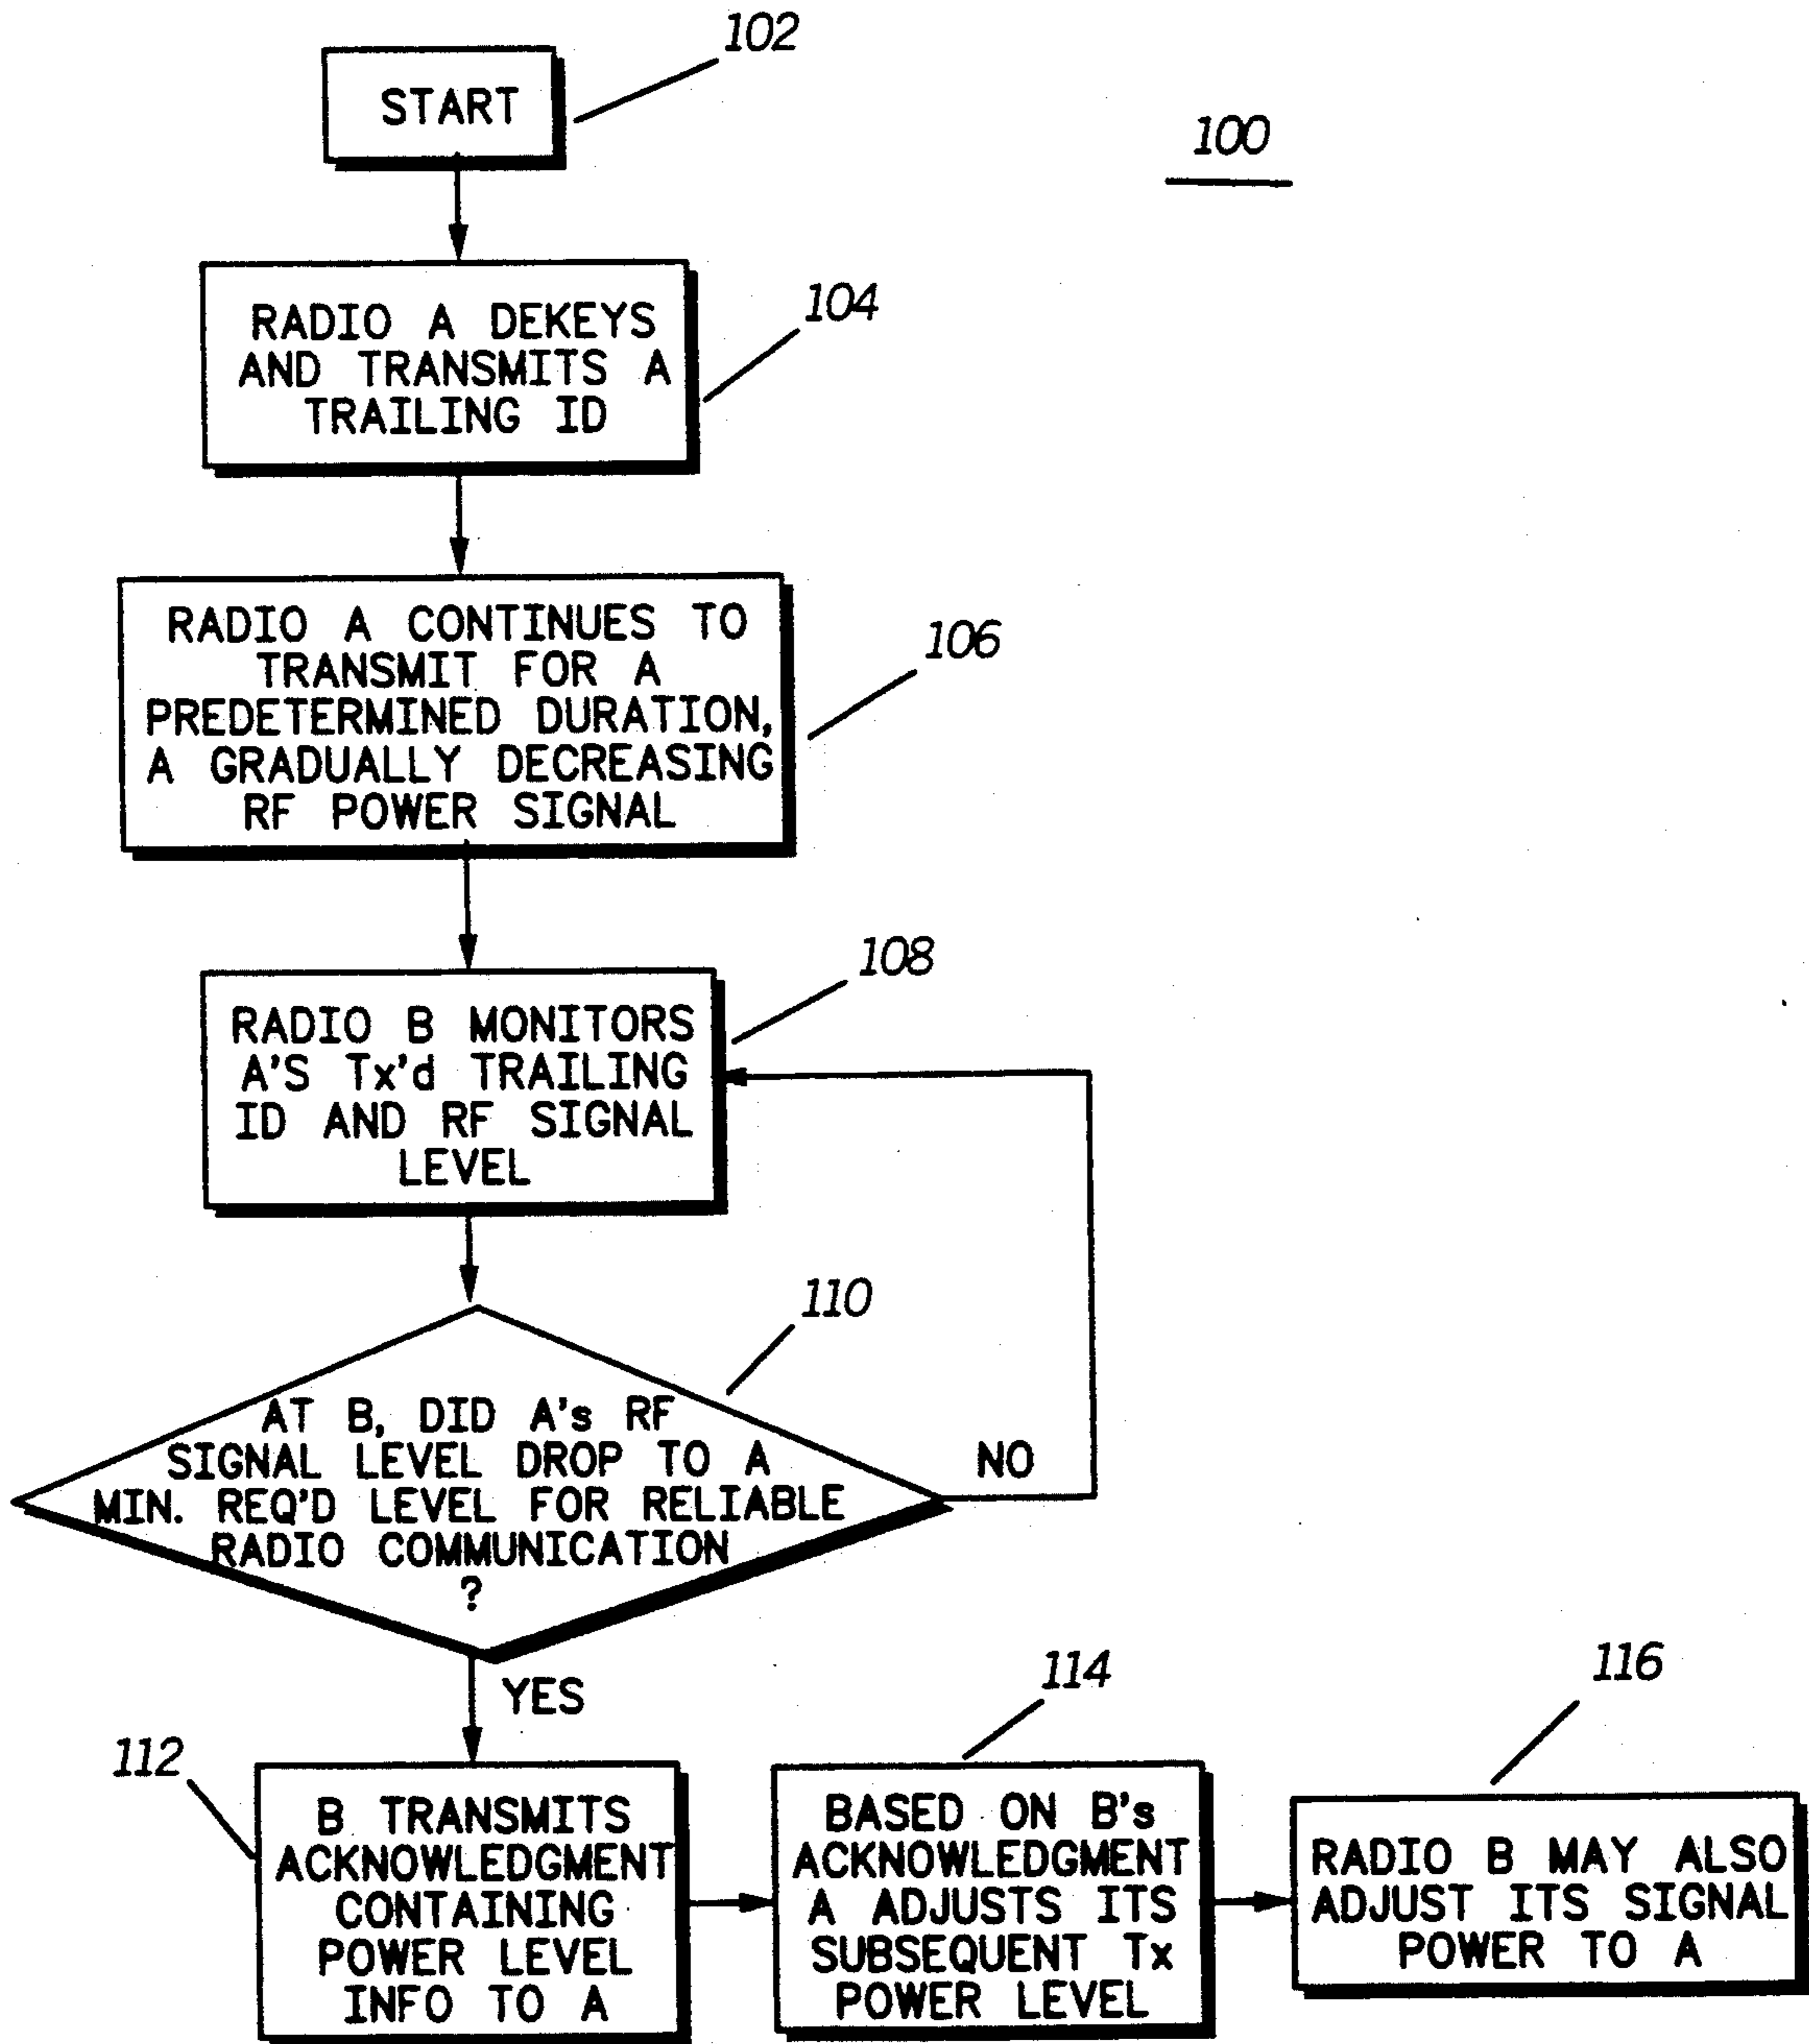 102
START
100
RADIO A DEKEYS
AND TRANSMITS A
TRAILING ID
104
RADIO A CONTINUES TO
TRANSMIT FOR A
PREDETERMINED DURATION,
A GRADUALLY DECREASING
RF POWER SIGNAL
106
108
RADIO B MONITORS
A'S Tx'd TRAILING
ID AND RF SIGNAL
LEVEL
110
AT B, DID A's RF
SIGNAL LEVEL DROP TO A
MIN. REQ'D LEVEL FOR RELIABLE
RADIO COMMUNICATION
?
NO
YES
112
B TRANSMITS
ACKNOWLEDGMENT
CONTAINING
POWER LEVEL
INFO TO A
114
BASED ON B's
ACKNOWLEDGMENT
A ADJUSTS ITS
SUBSEQUENT Tx
POWER LEVEL
116
RADIO B MAY ALSO
ADJUST ITS SIGNAL
POWER TO A